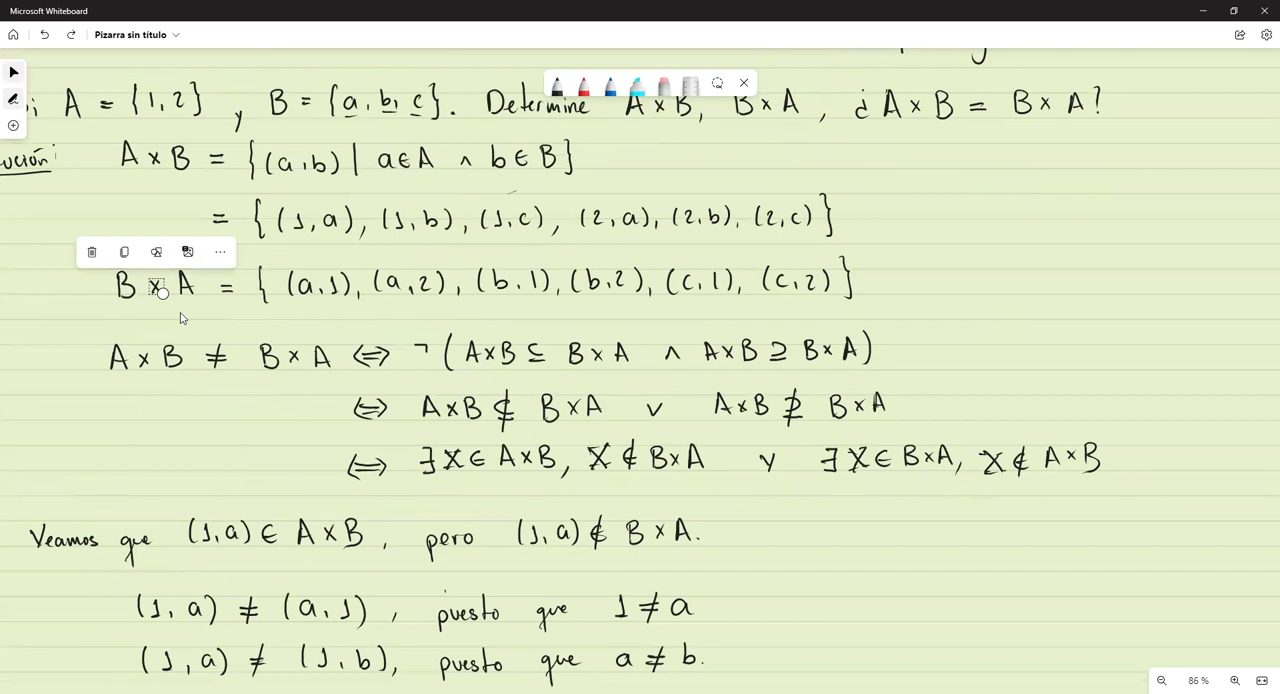 Microsoft Whiteboard
Pizarra sin título
; A = {1,2} y B = {a, b, c}. Determine A × B, B × A, ¿ A × B = B × A?
ución:
A × B = {(a,b) | a∈A ∧ b∈B}
= {(1,a), (1,b), (1,c), (2,a), (2,b), (2,c)}
B × A = {(a,1), (a,2), (b,1), (b,2), (c,1), (c,2)}
A × B ≠ B × A ⇔ ¬(A×B ⊆ B×A ∧ A×B ⊇ B×A)
⇔ A×B ⊈ B×A ∨ A×B ⊉ B×A
⇔ ∃ X ∈ A×B, X ∉ B×A y ∃ X ∈ B×A, X ∉ A×B
Veamos que (1,a) ∈ A × B, pero (1,a) ∉ B × A.
(1,a) ≠ (a,1), puesto que 1 ≠ a
(1,a) ≠ (1,b), puesto que a ≠ b.
86 %